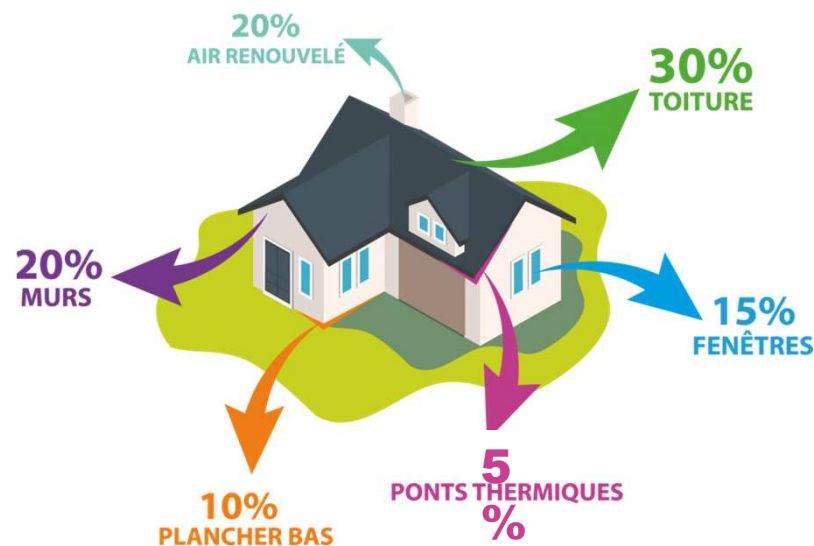 20%
AIR RENOUVELÉ
30%
TOITURE
20%
MURS
15%
FENÊTRES
5
PONTS THERMIQUES
%
10%
PLANCHER BAS